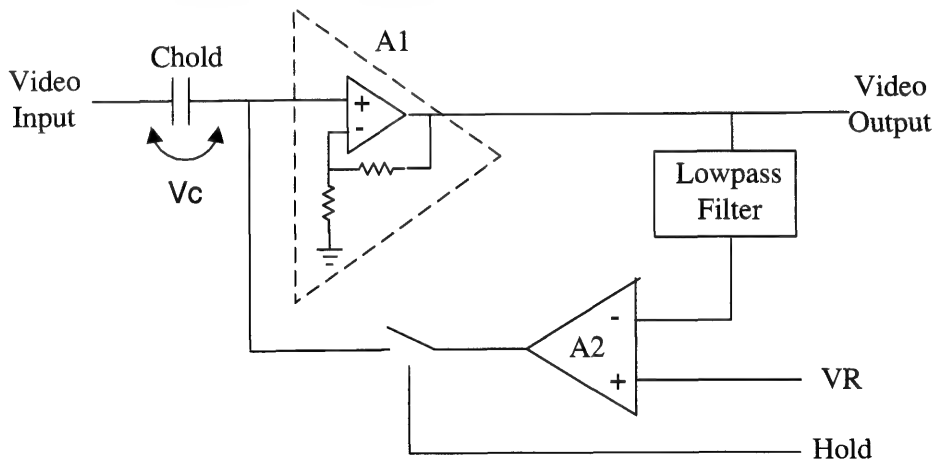 A1
Chold
Video
Input
Vc
+
-
Video
Output
Lowpass
Filter
-
A2
+
VR
Hold